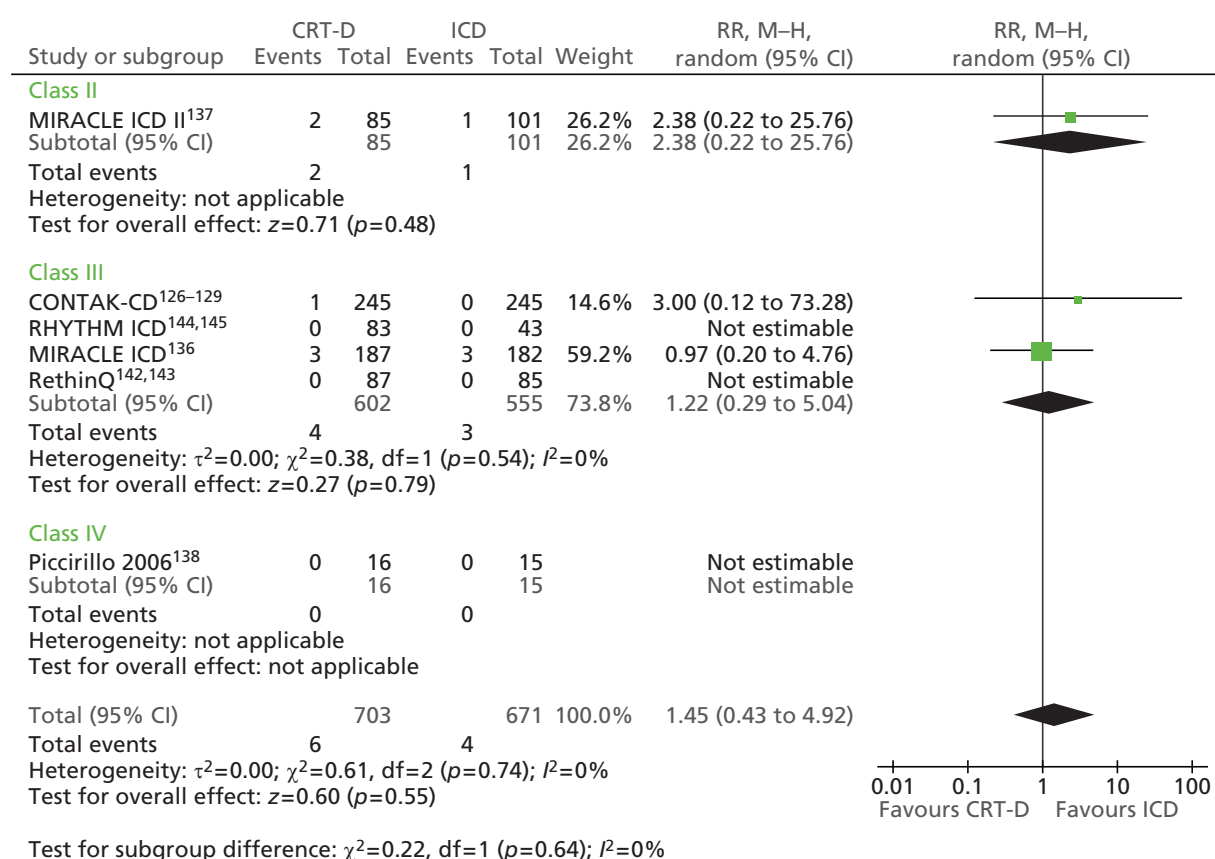 CRT-D ICD RR, M–H, RR, M–H,
Study or subgroup Events Total Events Total Weight random (95% CI) random (95% CI)
Class II
MIRACLE ICD II¹³⁷ 2 85 1 101 26.2% 2.38 (0.22 to 25.76)
Subtotal (95% CI) 85 101 26.2% 2.38 (0.22 to 25.76)
Total events 2 1
Heterogeneity: not applicable
Test for overall effect: z=0.71 (p=0.48)
Class III
CONTAK-CD¹²⁶⁻¹²⁹ 1 245 0 245 14.6% 3.00 (0.12 to 73.28)
RHYTHM ICD¹⁴⁴,¹⁴⁵ 0 83 0 43 Not estimable
MIRACLE ICD¹³⁶ 3 187 3 182 59.2% 0.97 (0.20 to 4.76)
RethinQ¹⁴²,¹⁴³ 0 87 0 85 Not estimable
Subtotal (95% CI) 602 555 73.8% 1.22 (0.29 to 5.04)
Total events 4 3
Heterogeneity: τ²=0.00; χ²=0.38, df=1 (p=0.54); I²=0%
Test for overall effect: z=0.27 (p=0.79)
Class IV
Piccirillo 2006¹³⁸ 0 16 0 15 Not estimable
Subtotal (95% CI) 16 15 Not estimable
Total events 0 0
Heterogeneity: not applicable
Test for overall effect: not applicable
Total (95% CI) 703 671 100.0% 1.45 (0.43 to 4.92)
Total events 6 4
Heterogeneity: τ²=0.00; χ²=0.61, df=2 (p=0.74); I²=0%
Test for overall effect: z=0.60 (p=0.55)
0.01 0.1 1 10 100
Favours CRT-D Favours ICD
Test for subgroup difference: χ²=0.22, df=1 (p=0.64); I²=0%